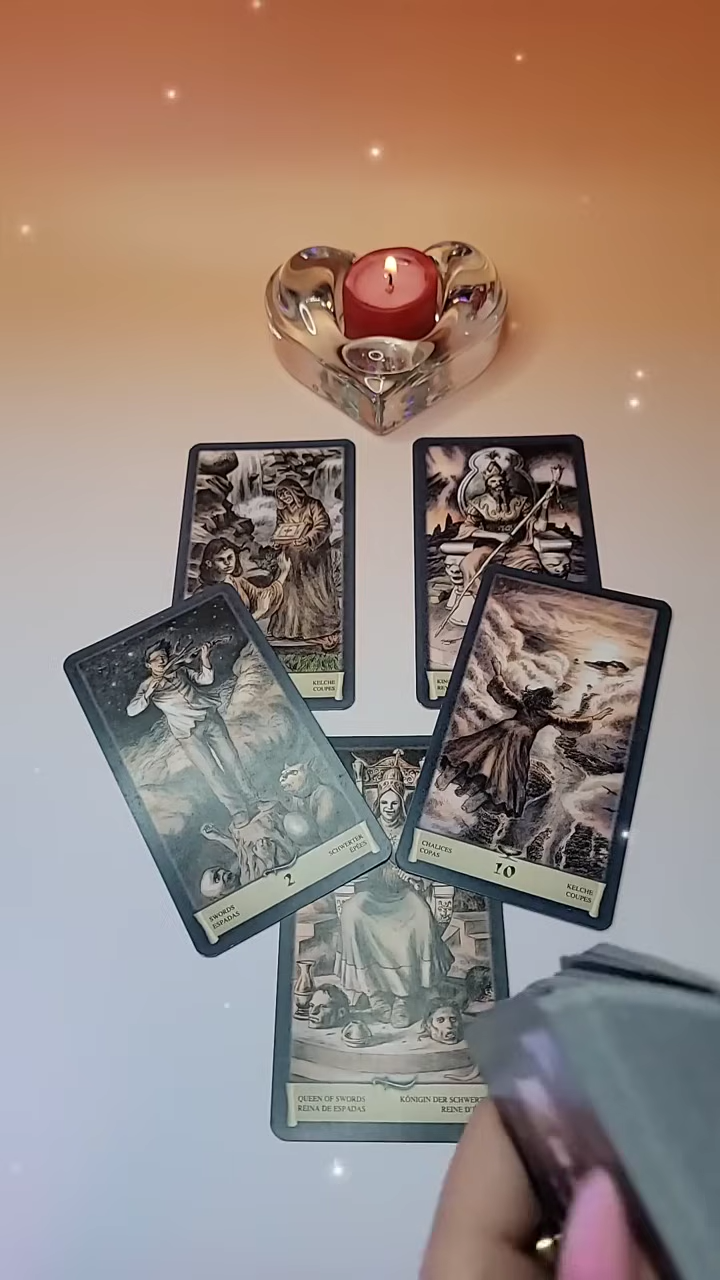 KELCHE
COUPES
SWORDS
ESPADAS
2
SCHWERTER
ÉPÉES
CHALICES
COPAS
10
KELCHE
COUPES
QUEEN OF SWORDS
REINA DE ESPADAS
KÖNIGIN DER SCHWERT
REINE D'